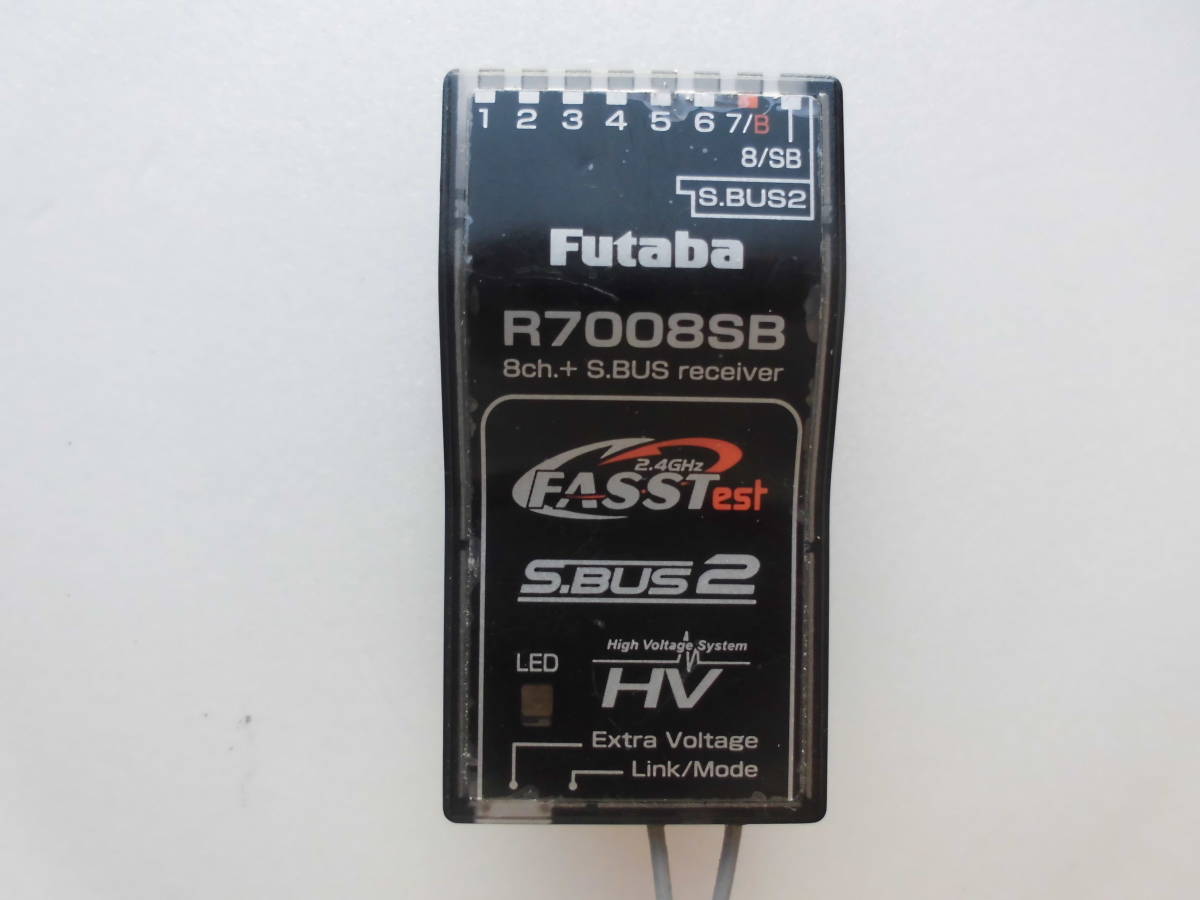 1 2 3 4 5 6 7/B
8/SB
S.BUS2
Futaba
R7008SB
8ch.+ S.BUS receiver
2.4GHz
FASSTest
S.BUS2
High Voltage System
HV
LED
Extra Voltage
Link/Mode